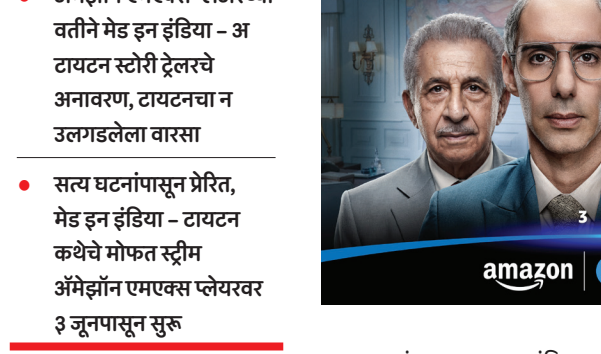 वतीने मेड इन इंडिया – अ
टायटन स्टोरी ट्रेलरचे
अनावरण, टायटनचा न
उलगडलेला वारसा
सत्य घटनांपासून प्रेरित,
मेड इन इंडिया – टायटन
कथेचे मोफत स्ट्रीम
ॲमेझॉन एमएक्स प्लेयरवर
३ जूनपासून सुरू
3
amazon